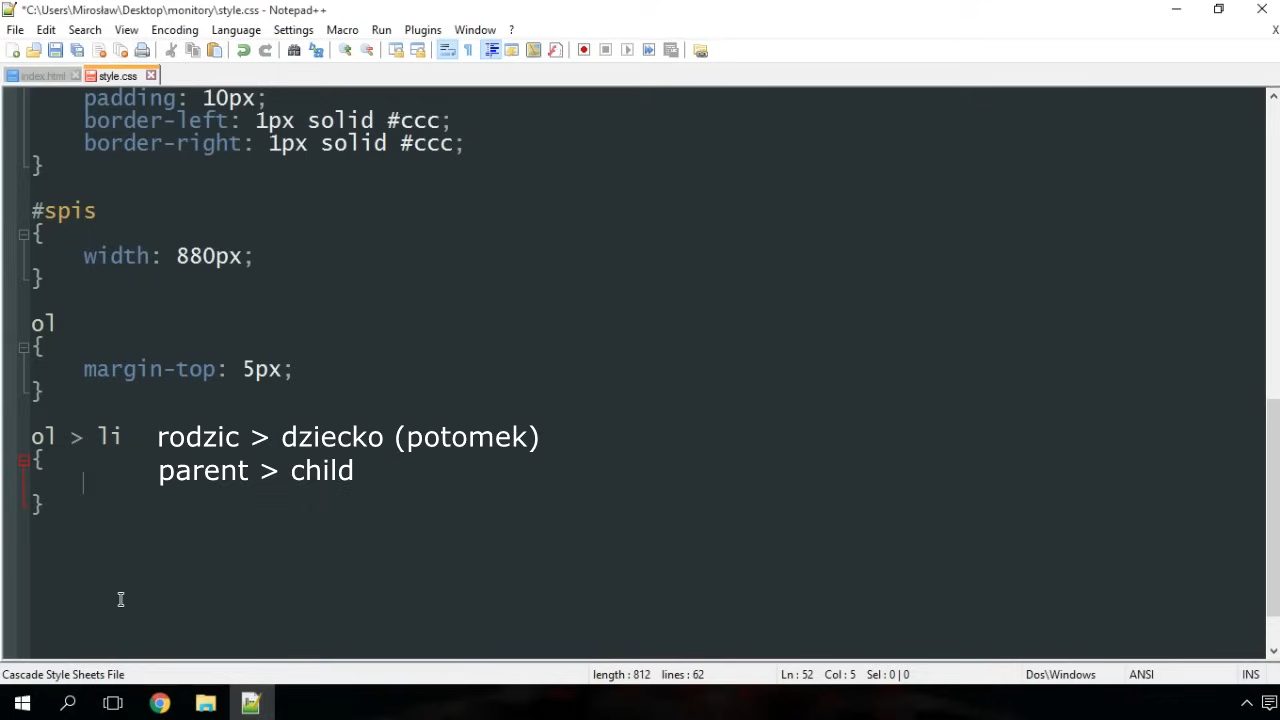 *C:\Users\Mirosław\Desktop\monitory\style.css - Notepad++
File Edit Search View Encoding Language Settings Macro Run Plugins Window ?
X
index.html style.css
padding: 10px;
border-left: 1px solid #ccc;
border-right: 1px solid #ccc;
}
#spis
{
width: 880px;
}
ol
{
margin-top: 5px;
}
ol > li rodzic > dziecko (potomek)
{
parent > child
}
Cascade Style Sheets File length : 812 lines : 62 Ln : 52 Col : 5 Sel : 0 | 0 Dos\Windows ANSI INS